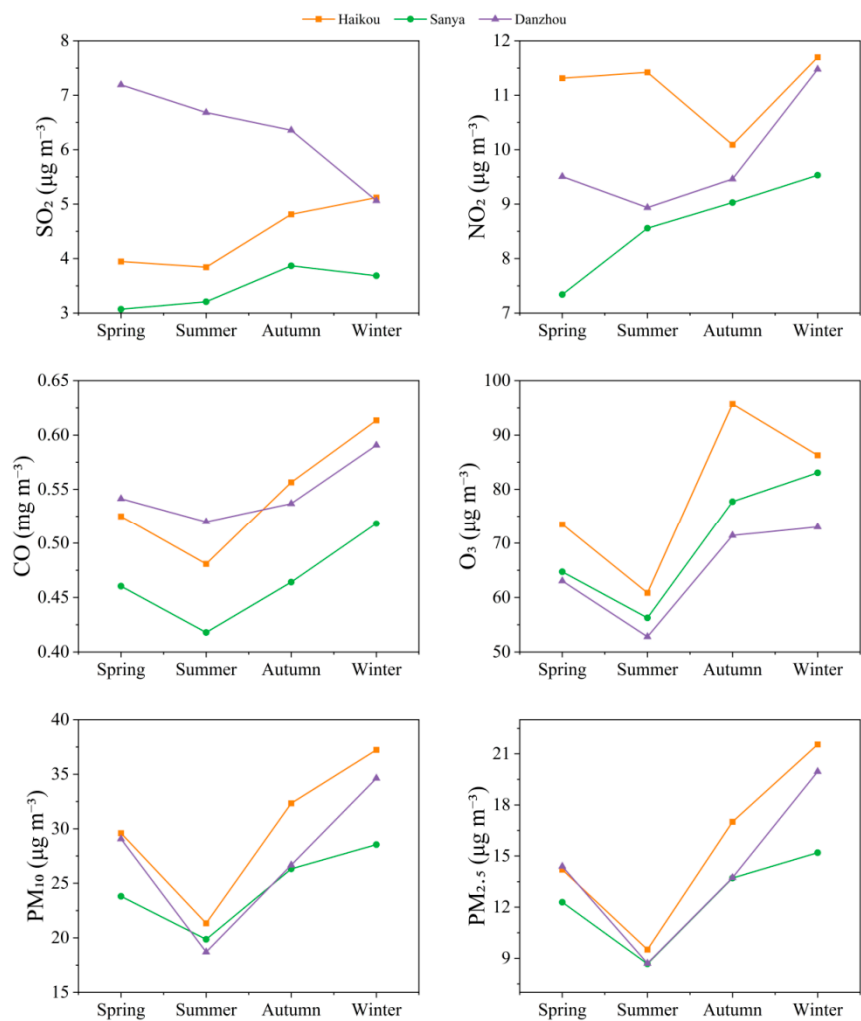 Haikou Sanya Danzhou
SO₂ (μg m⁻³)
8
7
6
5
4
3
Spring Summer Autumn Winter
NO₂ (μg m⁻³)
12
11
10
9
8
7
Spring Summer Autumn Winter
CO (mg m⁻³)
0.65
0.60
0.55
0.50
0.45
0.40
Spring Summer Autumn Winter
O₃ (μg m⁻³)
100
90
80
70
60
50
Spring Summer Autumn Winter
PM₁₀ (μg m⁻³)
40
35
30
25
20
15
Spring Summer Autumn Winter
PM₂.₅ (μg m⁻³)
21
18
15
12
9
Spring Summer Autumn Winter